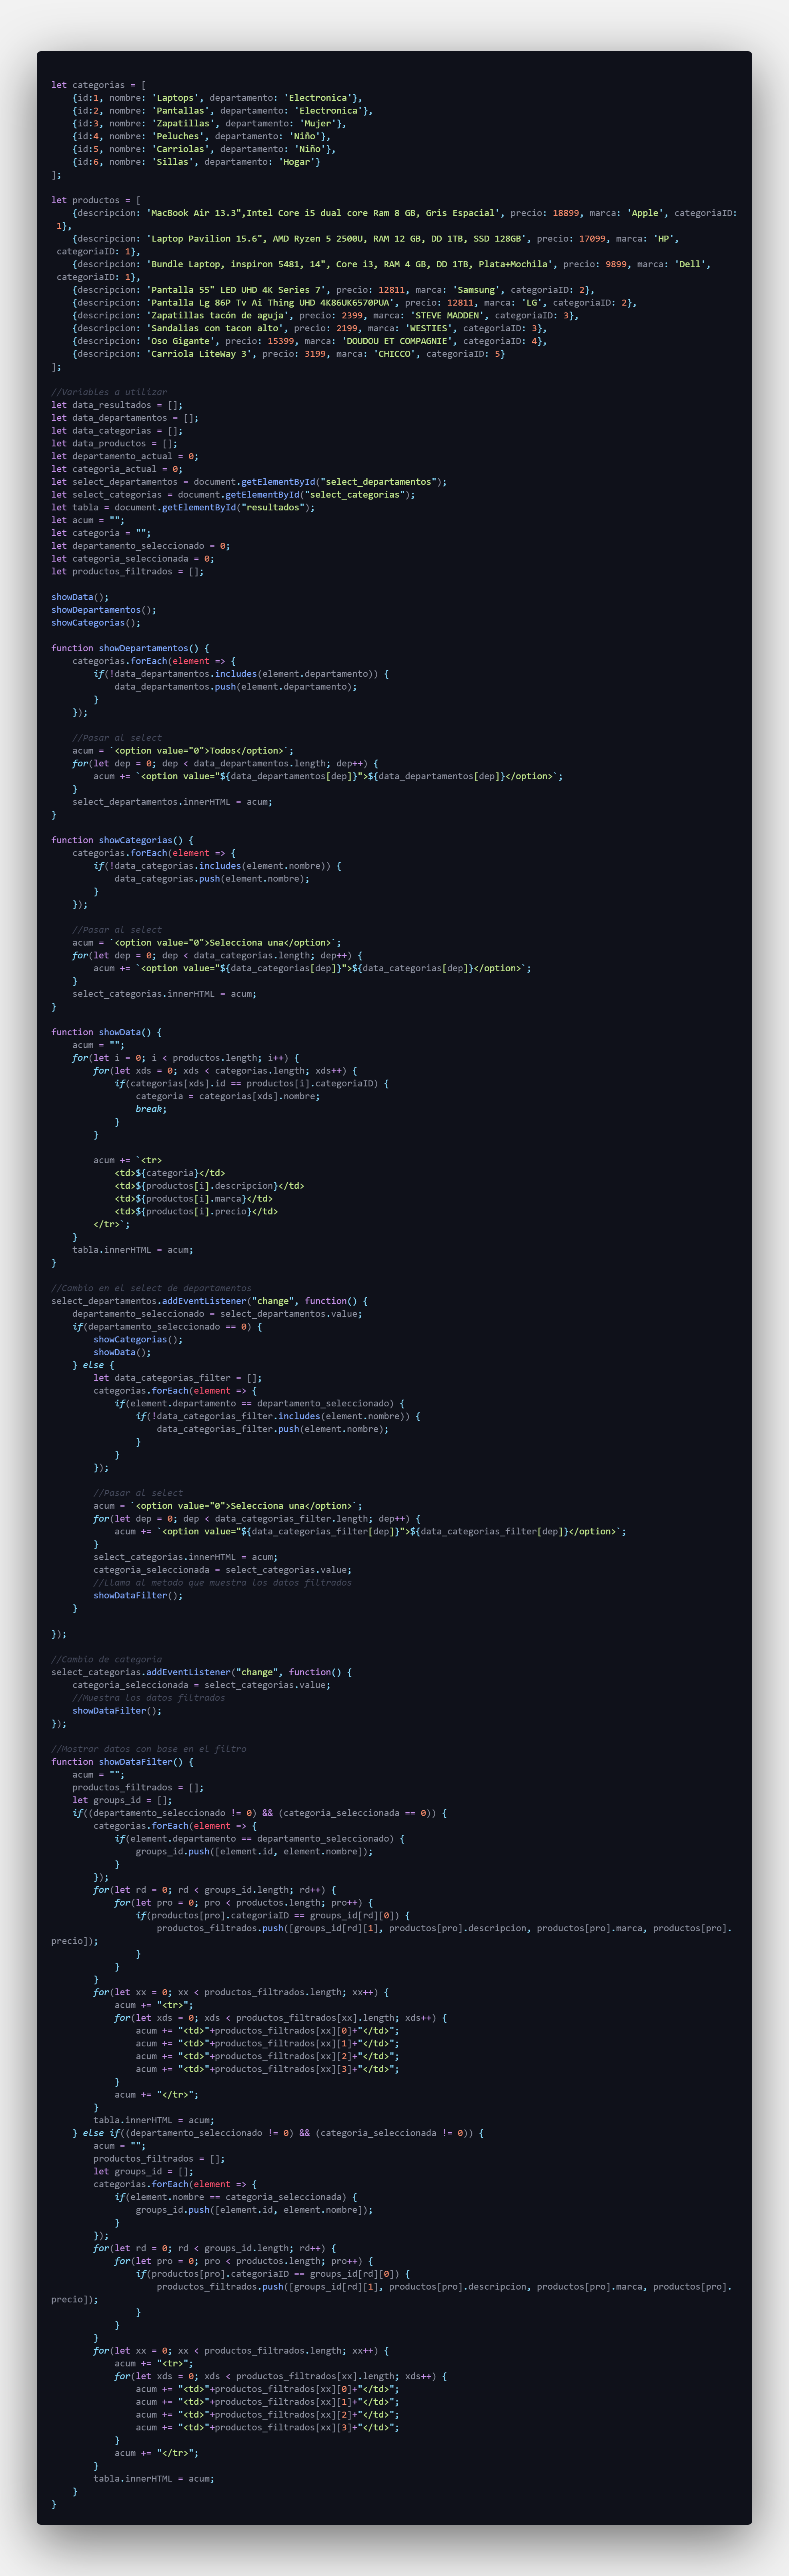 let categorias = [
    {id:1, nombre: 'Laptops', departamento: 'Electronica'},
    {id:2, nombre: 'Pantallas', departamento: 'Electronica'},
    {id:3, nombre: 'Zapatillas', departamento: 'Mujer'},
    {id:4, nombre: 'Peluches', departamento: 'Niño'},
    {id:5, nombre: 'Carriolas', departamento: 'Niño'},
    {id:6, nombre: 'Sillas', departamento: 'Hogar'}
];

let productos = [
    {descripcion: 'MacBook Air 13.3",Intel Core i5 dual core Ram 8 GB, Gris Espacial', precio: 18899, marca: 'Apple', categoriaID:
 1},
    {descripcion: 'Laptop Pavilion 15.6", AMD Ryzen 5 2500U, RAM 12 GB, DD 1TB, SSD 128GB', precio: 17099, marca: 'HP',
 categoriaID: 1},
    {descripcion: 'Bundle Laptop, inspiron 5481, 14", Core i3, RAM 4 GB, DD 1TB, Plata+Mochila', precio: 9899, marca: 'Dell',
 categoriaID: 1},
    {descripcion: 'Pantalla 55" LED UHD 4K Series 7', precio: 12811, marca: 'Samsung', categoriaID: 2},
    {descripcion: 'Pantalla Lg 86P Tv Ai Thing UHD 4K86UK6570PUA', precio: 12811, marca: 'LG', categoriaID: 2},
    {descripcion: 'Zapatillas tacón de aguja', precio: 2399, marca: 'STEVE MADDEN', categoriaID: 3},
    {descripcion: 'Sandalias con tacon alto', precio: 2199, marca: 'WESTIES', categoriaID: 3},
    {descripcion: 'Oso Gigante', precio: 15399, marca: 'DOUDOU ET COMPAGNIE', categoriaID: 4},
    {descripcion: 'Carriola LiteWay 3', precio: 3199, marca: 'CHICCO', categoriaID: 5}
];

//Variables a utilizar
let data_resultados = [];
let data_departamentos = [];
let data_categorias = [];
let data_productos = [];
let departamento_actual = 0;
let categoria_actual = 0;
let select_departamentos = document.getElementById("select_departamentos");
let select_categorias = document.getElementById("select_categorias");
let tabla = document.getElementById("resultados");
let acum = "";
let categoria = "";
let departamento_seleccionado = 0;
let categoria_seleccionada = 0;
let productos_filtrados = [];

showData();
showDepartamentos();
showCategorias();

function showDepartamentos() {
    categorias.forEach(element => {
        if(!data_departamentos.includes(element.departamento)) {
            data_departamentos.push(element.departamento);
        }
    });

    //Pasar al select
    acum = `<option value="0">Todos</option>`;
    for(let dep = 0; dep < data_departamentos.length; dep++) {
        acum += `<option value="${data_departamentos[dep]}">${data_departamentos[dep]}</option>`;
    }
    select_departamentos.innerHTML = acum;
}

function showCategorias() {
    categorias.forEach(element => {
        if(!data_categorias.includes(element.nombre)) {
            data_categorias.push(element.nombre);
        }
    });

    //Pasar al select
    acum = `<option value="0">Selecciona una</option>`;
    for(let dep = 0; dep < data_categorias.length; dep++) {
        acum += `<option value="${data_categorias[dep]}">${data_categorias[dep]}</option>`;
    }
    select_categorias.innerHTML = acum;
}

function showData() {
    acum = "";
    for(let i = 0; i < productos.length; i++) {
        for(let xds = 0; xds < categorias.length; xds++) {
            if(categorias[xds].id == productos[i].categoriaID) {
                categoria = categorias[xds].nombre;
                break;
            }
        }

        acum += `<tr>
            <td>${categoria}</td>
            <td>${productos[i].descripcion}</td>
            <td>${productos[i].marca}</td>
            <td>${productos[i].precio}</td>
        </tr>`;
    }
    tabla.innerHTML = acum;
}

//Cambio en el select de departamentos
select_departamentos.addEventListener("change", function() {
    departamento_seleccionado = select_departamentos.value;
    if(departamento_seleccionado == 0) {
        showCategorias();
        showData();
    } else {
        let data_categorias_filter = [];
        categorias.forEach(element => {
            if(element.departamento == departamento_seleccionado) {
                if(!data_categorias_filter.includes(element.nombre)) {
                    data_categorias_filter.push(element.nombre);
                }
            }
        });

        //Pasar al select
        acum = `<option value="0">Selecciona una</option>`;
        for(let dep = 0; dep < data_categorias_filter.length; dep++) {
            acum += `<option value="${data_categorias_filter[dep]}">${data_categorias_filter[dep]}</option>`;
        }
        select_categorias.innerHTML = acum;
        categoria_seleccionada = select_categorias.value;
        //Llama al metodo que muestra los datos filtrados
        showDataFilter();
    }

});

//Cambio de categoria
select_categorias.addEventListener("change", function() {
    categoria_seleccionada = select_categorias.value;
    //Muestra los datos filtrados
    showDataFilter();
});

//Mostrar datos con base en el filtro
function showDataFilter() {
    acum = "";
    productos_filtrados = [];
    let groups_id = [];
    if((departamento_seleccionado != 0) && (categoria_seleccionada == 0)) {
        categorias.forEach(element => {
            if(element.departamento == departamento_seleccionado) {
                groups_id.push([element.id, element.nombre]);
            }
        });
        for(let rd = 0; rd < groups_id.length; rd++) {
            for(let pro = 0; pro < productos.length; pro++) {
                if(productos[pro].categoriaID == groups_id[rd][0]) {
                    productos_filtrados.push([groups_id[rd][1], productos[pro].descripcion, productos[pro].marca, productos[pro].
precio]);
                }
            }
        }
        for(let xx = 0; xx < productos_filtrados.length; xx++) {
            acum += "<tr>";
            for(let xds = 0; xds < productos_filtrados[xx].length; xds++) {
                acum += "<td>"+productos_filtrados[xx][0]+"</td>";
                acum += "<td>"+productos_filtrados[xx][1]+"</td>";
                acum += "<td>"+productos_filtrados[xx][2]+"</td>";
                acum += "<td>"+productos_filtrados[xx][3]+"</td>";
            }
            acum += "</tr>";
        }
        tabla.innerHTML = acum;
    } else if((departamento_seleccionado != 0) && (categoria_seleccionada != 0)) {
        acum = "";
        productos_filtrados = [];
        let groups_id = [];
        categorias.forEach(element => {
            if(element.nombre == categoria_seleccionada) {
                groups_id.push([element.id, element.nombre]);
            }
        });
        for(let rd = 0; rd < groups_id.length; rd++) {
            for(let pro = 0; pro < productos.length; pro++) {
                if(productos[pro].categoriaID == groups_id[rd][0]) {
                    productos_filtrados.push([groups_id[rd][1], productos[pro].descripcion, productos[pro].marca, productos[pro].
precio]);
                }
            }
        }
        for(let xx = 0; xx < productos_filtrados.length; xx++) {
            acum += "<tr>";
            for(let xds = 0; xds < productos_filtrados[xx].length; xds++) {
                acum += "<td>"+productos_filtrados[xx][0]+"</td>";
                acum += "<td>"+productos_filtrados[xx][1]+"</td>";
                acum += "<td>"+productos_filtrados[xx][2]+"</td>";
                acum += "<td>"+productos_filtrados[xx][3]+"</td>";
            }
            acum += "</tr>";
        }
        tabla.innerHTML = acum;
    }
}